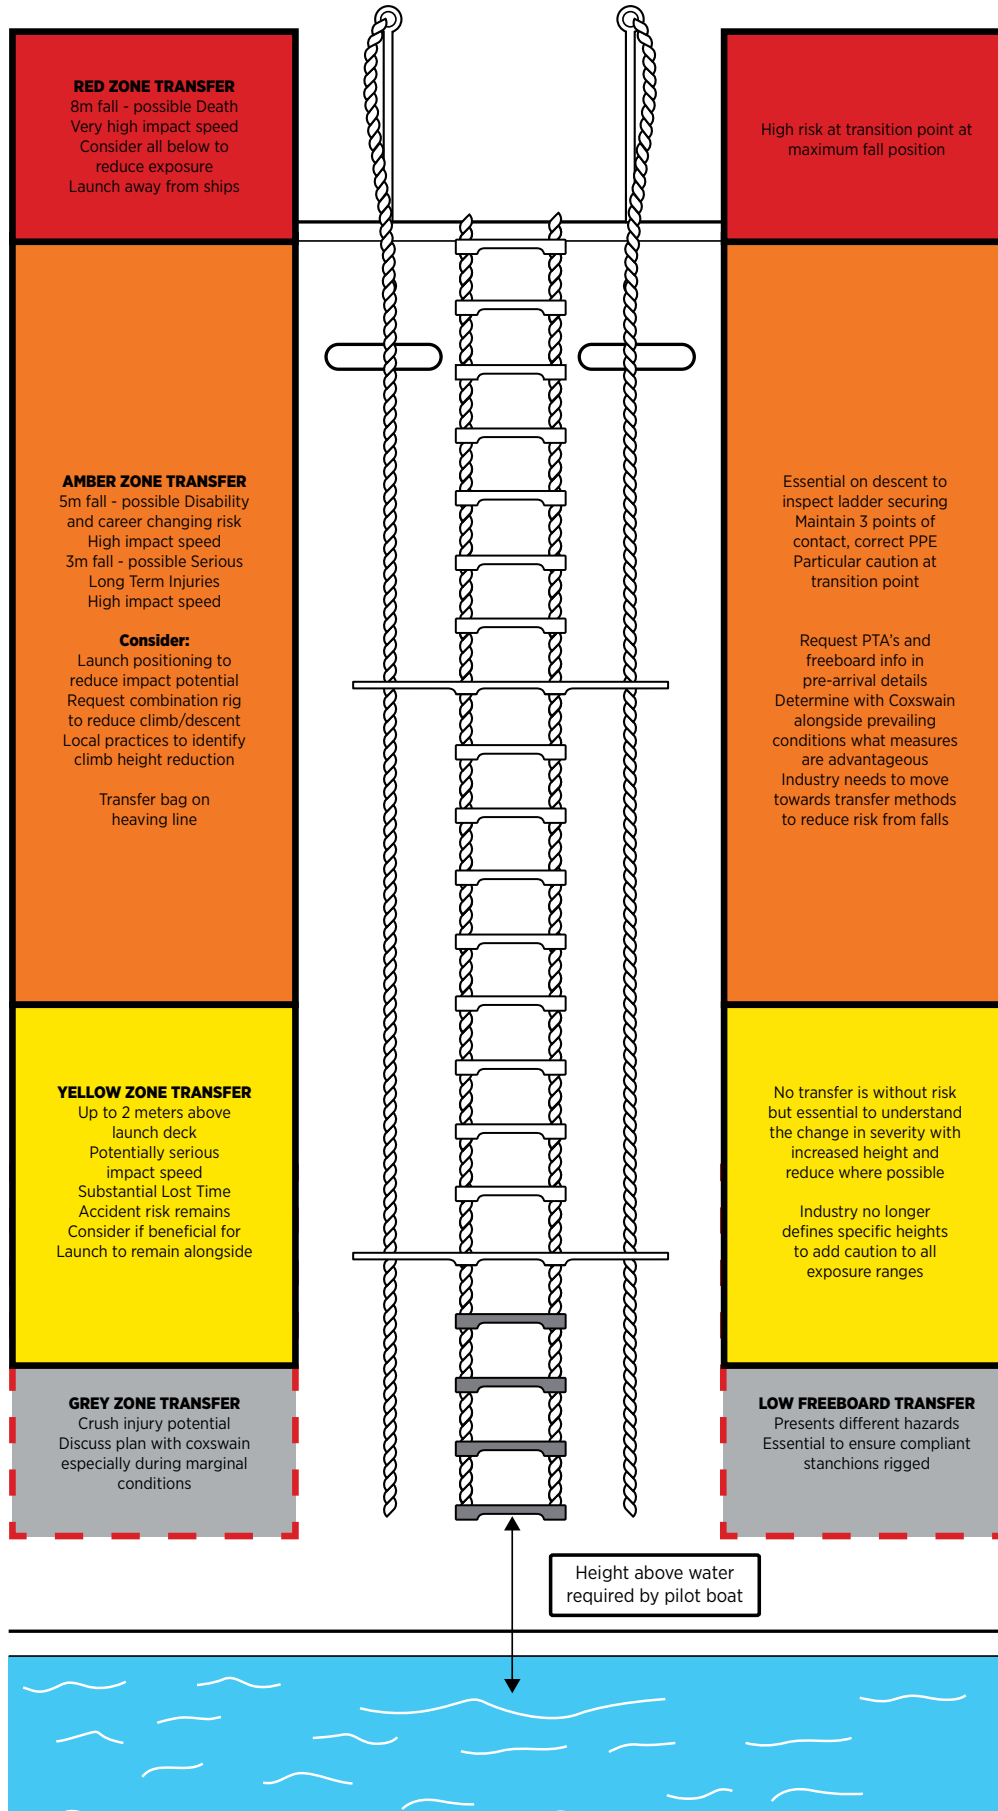 RED ZONE TRANSFER
8m fall - possible Death
Very high impact speed
Consider all below to
reduce exposure
Launch away from ships
High risk at transition point at
maximum fall position
AMBER ZONE TRANSFER
5m fall - possible Disability
and career changing risk
High impact speed
3m fall - possible Serious
Long Term Injuries
High impact speed
Consider:
Launch positioning to
reduce impact potential
Request combination rig
to reduce climb/descent
Local practices to identify
climb height reduction
Transfer bag on
heaving line
Essential on descent to
inspect ladder securing
Maintain 3 points of
contact, correct PPE
Particular caution at
transition point
Request PTA's and
freeboard info in
pre-arrival details
Determine with Coxswain
alongside prevailing
conditions what measures
are advantageous
Industry needs to move
towards transfer methods
to reduce risk from falls
YELLOW ZONE TRANSFER
Up to 2 meters above
launch deck
Potentially serious
impact speed
Substantial Lost Time
Accident risk remains
Consider if beneficial for
Launch to remain alongside
No transfer is without risk
but essential to understand
the change in severity with
increased height and
reduce where possible
Industry no longer
defines specific heights
to add caution to all
exposure ranges
GREY ZONE TRANSFER
Crush injury potential
Discuss plan with coxswain
especially during marginal
conditions
LOW FREEBOARD TRANSFER
Presents different hazards
Essential to ensure compliant
stanchions rigged
Height above water
required by pilot boat